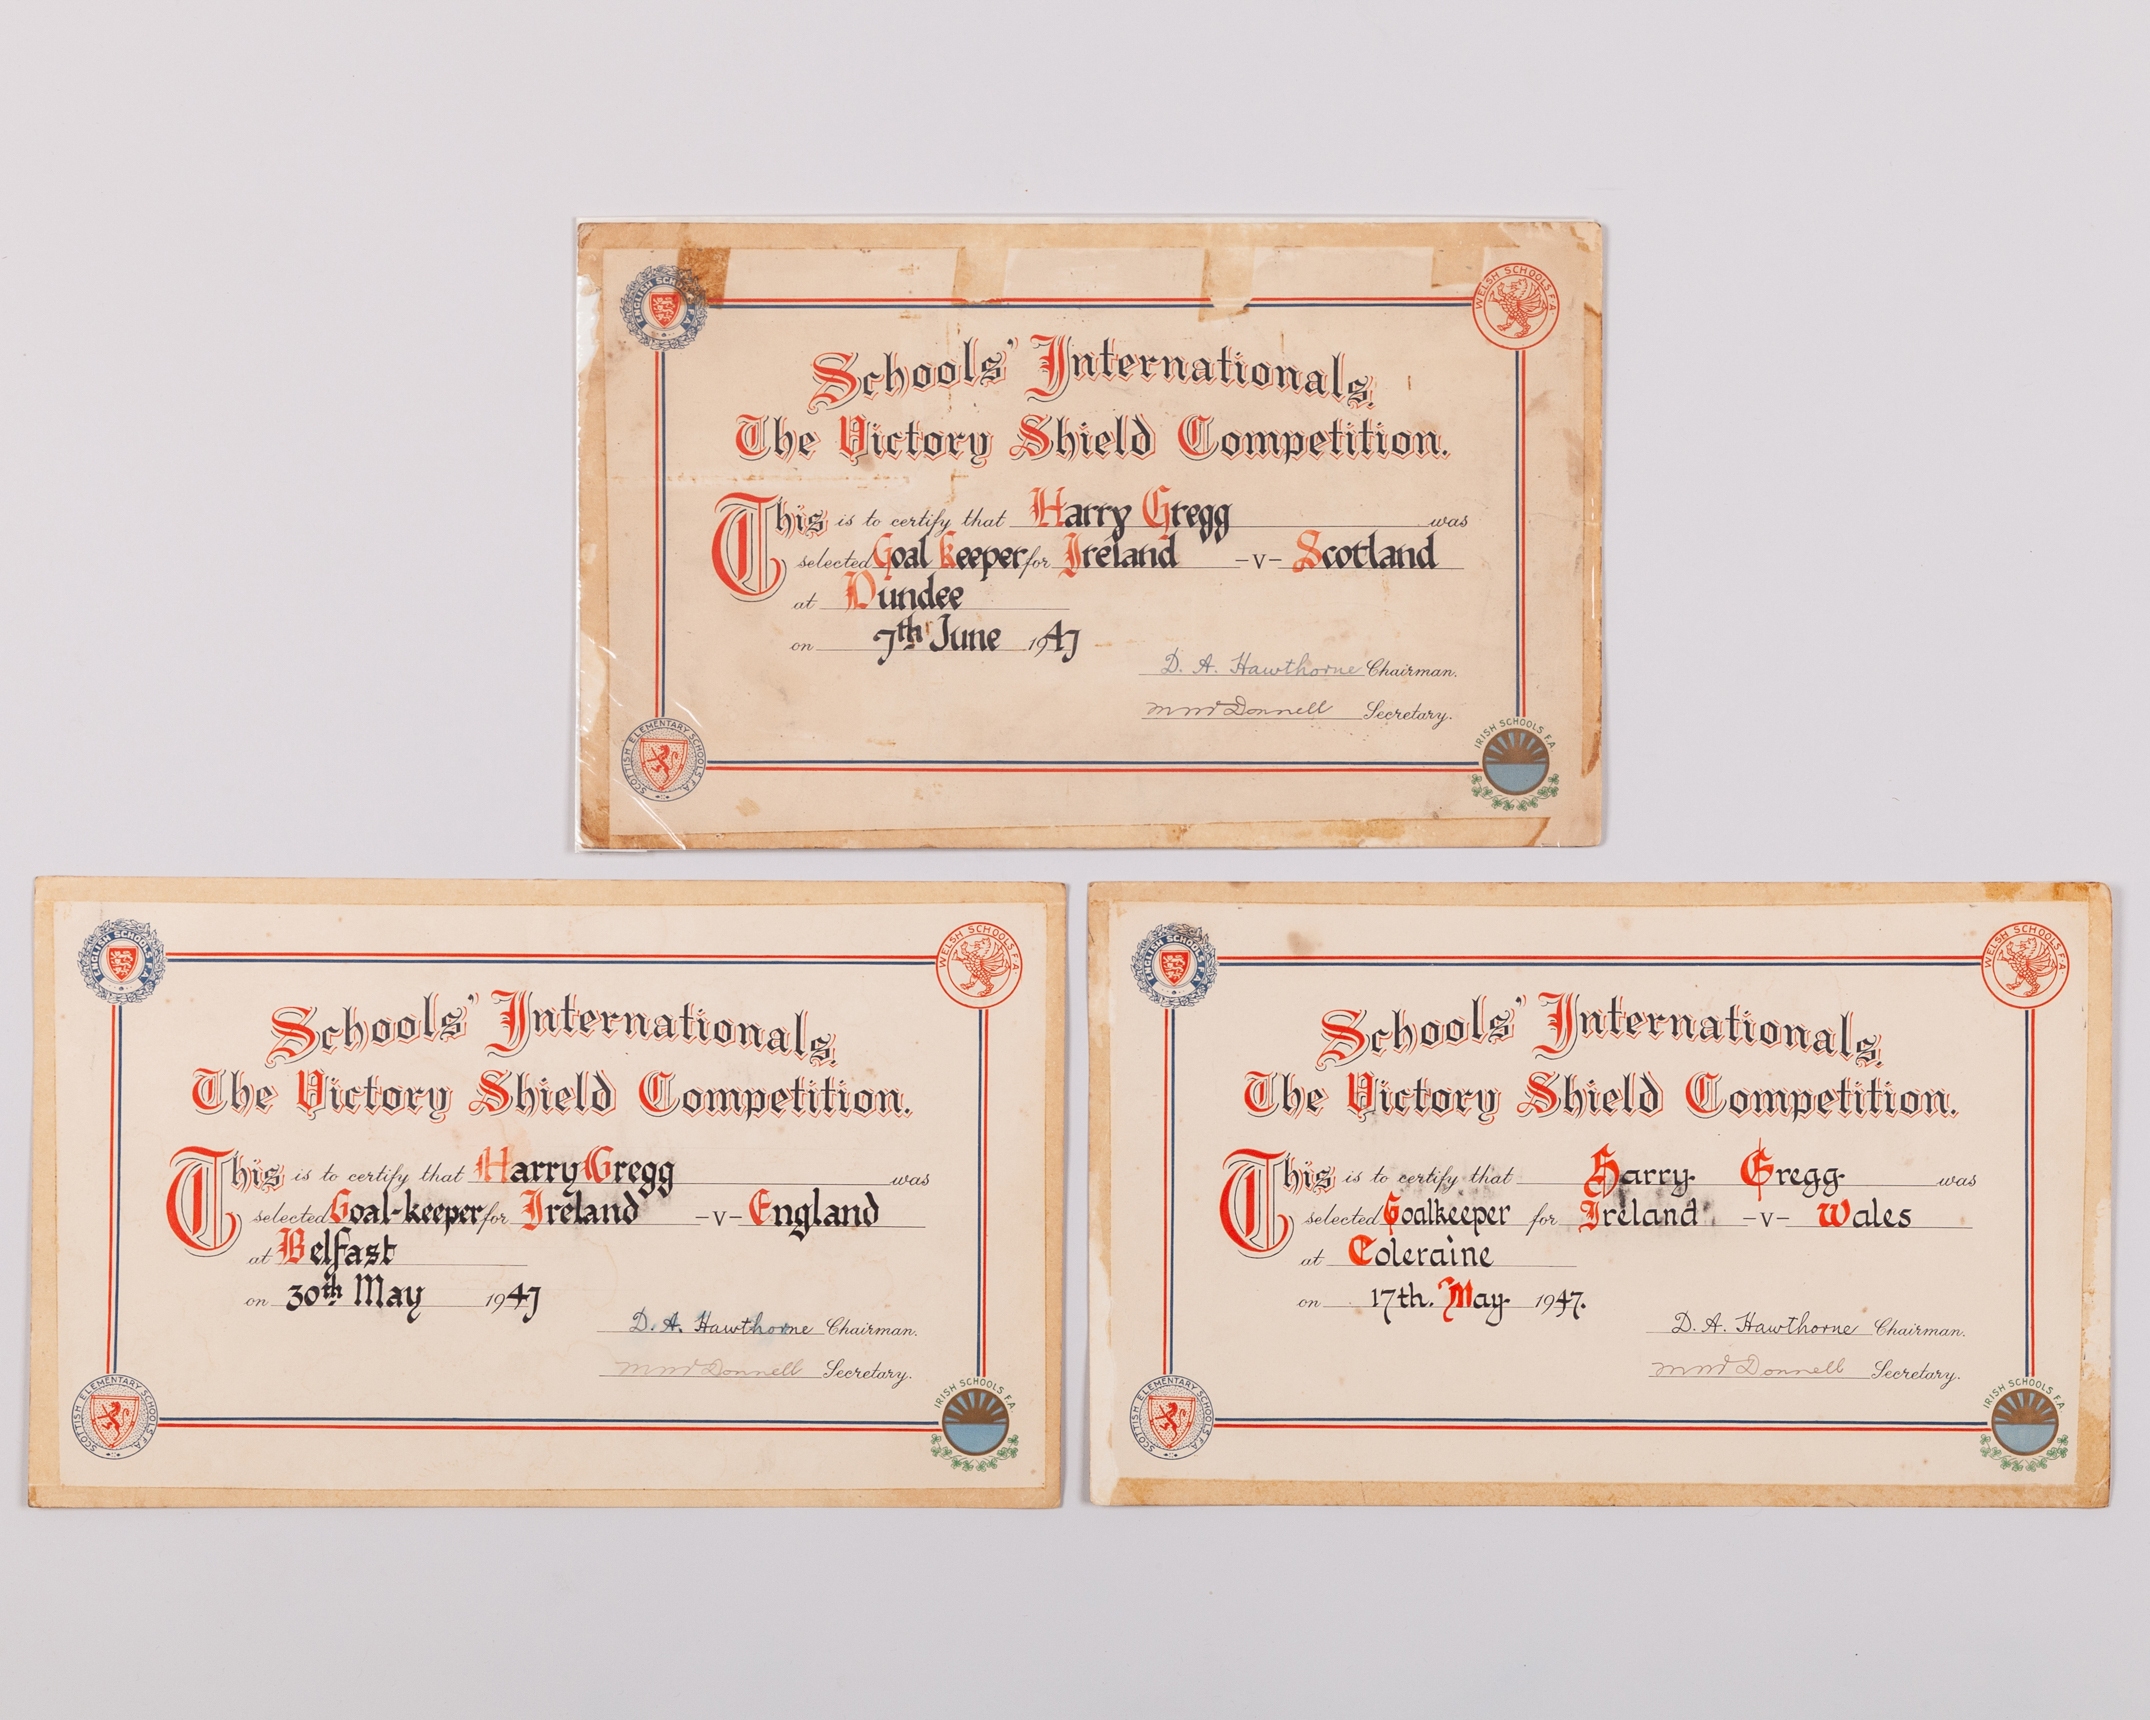 ENGLISH SCHOOLS F.A.
WELSH SCHOOLS F.A.
Schools' Internationals,
The Victory Shield Competition.
This is to certify that Harry Gregg was
selected Goal Keeper for Ireland -v- Scotland
at Dundee
on 7th June 1947
D. A. Hawthorne Chairman.
Donnell Secretary.
SCOTTISH ELEMENTARY SCHOOLS F.A.
IRISH SCHOOLS F.A.
ENGLISH SCHOOLS F.A.
WELSH SCHOOLS F.A.
Schools' Internationals,
The Victory Shield Competition.
This is to certify that Harry Gregg was
selected Goal-keeper for Ireland -v- England
at Belfast
on 30th May 1947
D. A. Hawthorne Chairman.
Donnell Secretary.
SCOTTISH ELEMENTARY SCHOOLS F.A.
IRISH SCHOOLS F.A.
ENGLISH SCHOOLS F.A.
WELSH SCHOOLS F.A.
Schools' Internationals,
The Victory Shield Competition.
This is to certify that Harry Gregg was
selected Goalkeeper for Ireland -v- Wales
at Coleraine
on 17th. May 1947.
D. A. Hawthorne Chairman.
Donnell Secretary.
SCOTTISH ELEMENTARY SCHOOLS F.A.
IRISH SCHOOLS F.A.